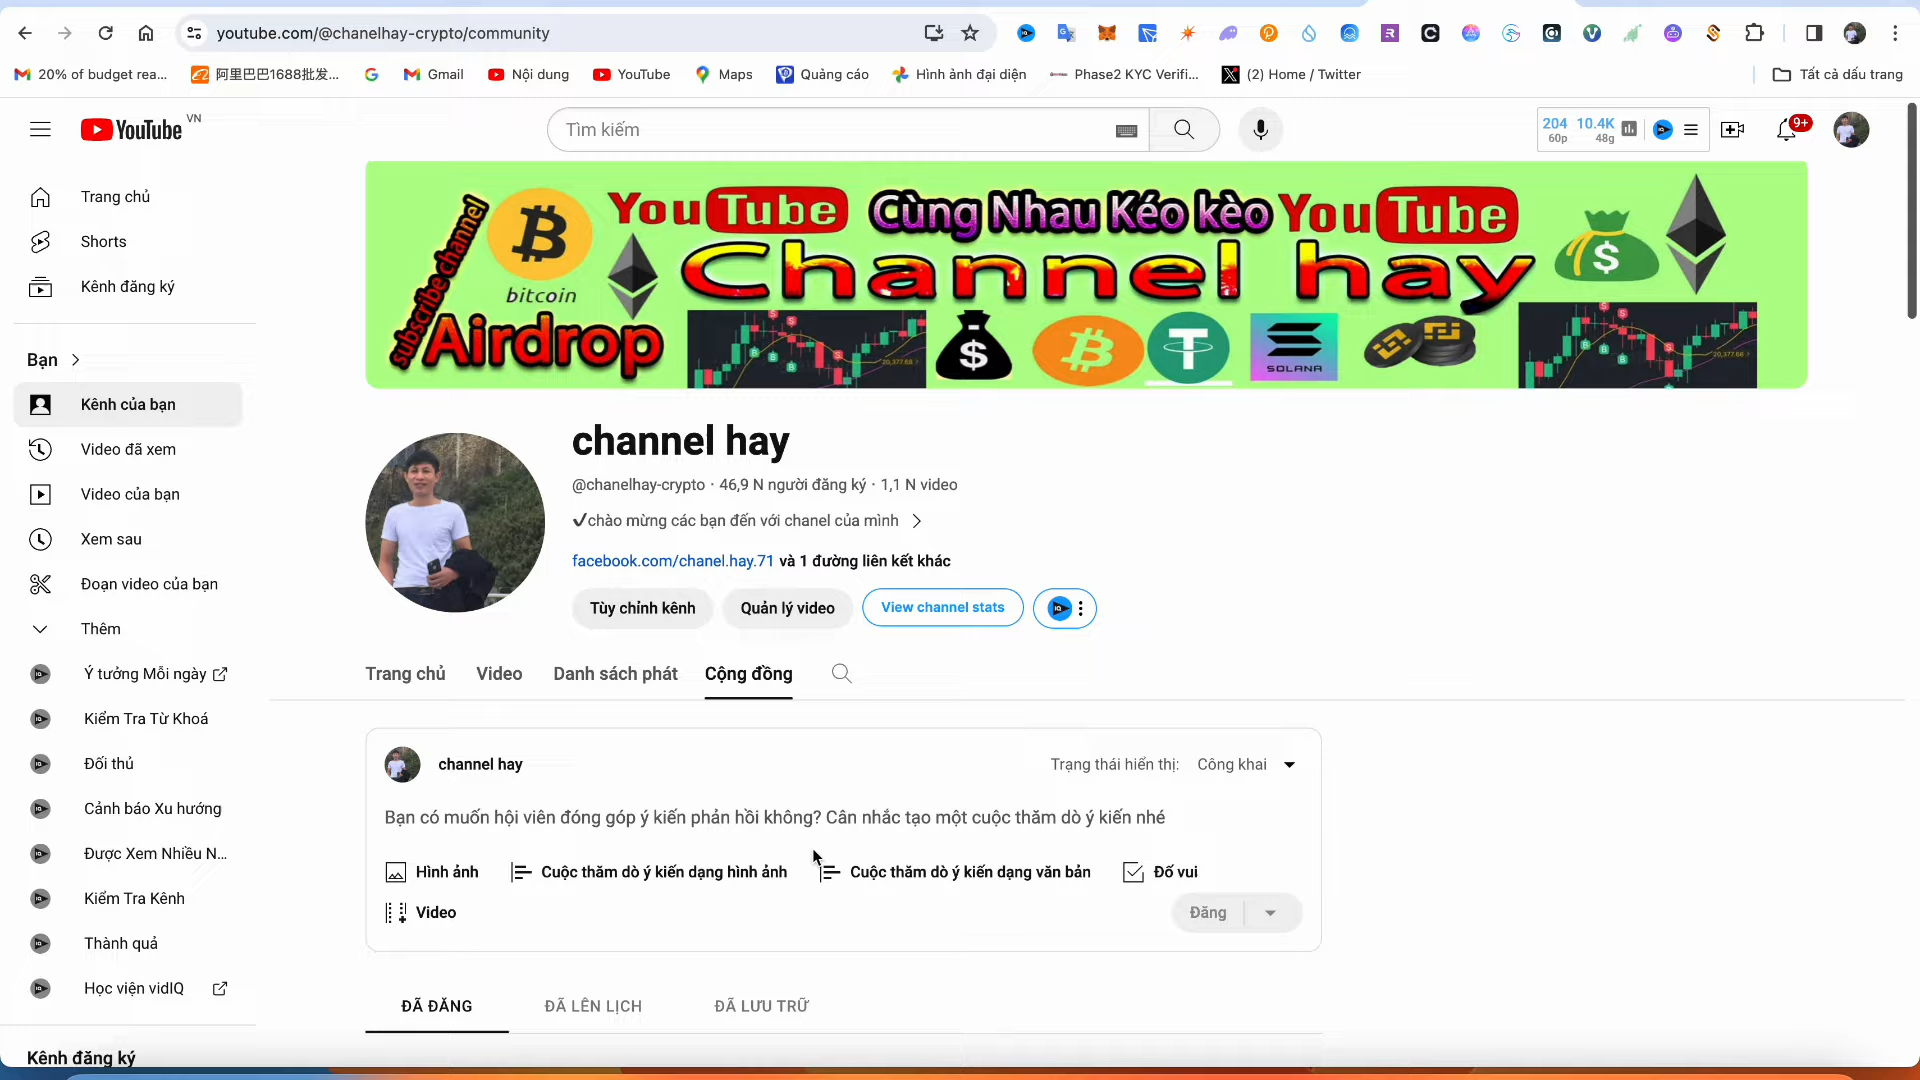 youtube.com/@chanelhay-crypto/community
20% of budget rea...
阿里巴巴1688批发...
Gmail
Nội dung
YouTube
Maps
Quảng cáo
Hình ảnh đại diện
Phase2 KYC Verifi...
(2) Home / Twitter
Tất cả dấu trang
YouTube VN
Tìm kiếm
204 10.4K
60p 48g
9+
Trang chủ
Shorts
Kênh đăng ký
Bạn
Kênh của bạn
Video đã xem
Video của bạn
Xem sau
Đoạn video của bạn
Thêm
Ý tưởng Mỗi ngày
Kiểm Tra Từ Khoá
Đối thủ
Cảnh báo Xu hướng
Được Xem Nhiều N...
Kiểm Tra Kênh
Thành quả
Học viện vidIQ
Kênh đăng ký
subscribe channel
bitcoin
YouTube Cùng Nhau Kéo kèo YouTube
Channel hay
Airdrop
SOLANA
20,377.68
20,377.66
channel hay
@chanelhay-crypto · 46,9 N người đăng ký · 1,1 N video
✔chào mừng các bạn đến với chanel của mình
facebook.com/chanel.hay.71 và 1 đường liên kết khác
Tùy chỉnh kênh
Quản lý video
View channel stats
Trang chủ
Video
Danh sách phát
Cộng đồng
channel hay
Trạng thái hiển thị: Công khai
Bạn có muốn hội viên đóng góp ý kiến phản hồi không? Cân nhắc tạo một cuộc thăm dò ý kiến nhé
Hình ảnh
Cuộc thăm dò ý kiến dạng hình ảnh
Cuộc thăm dò ý kiến dạng văn bản
Đố vui
Video
Đăng
ĐÃ ĐĂNG
ĐÃ LÊN LỊCH
ĐÃ LƯU TRỮ